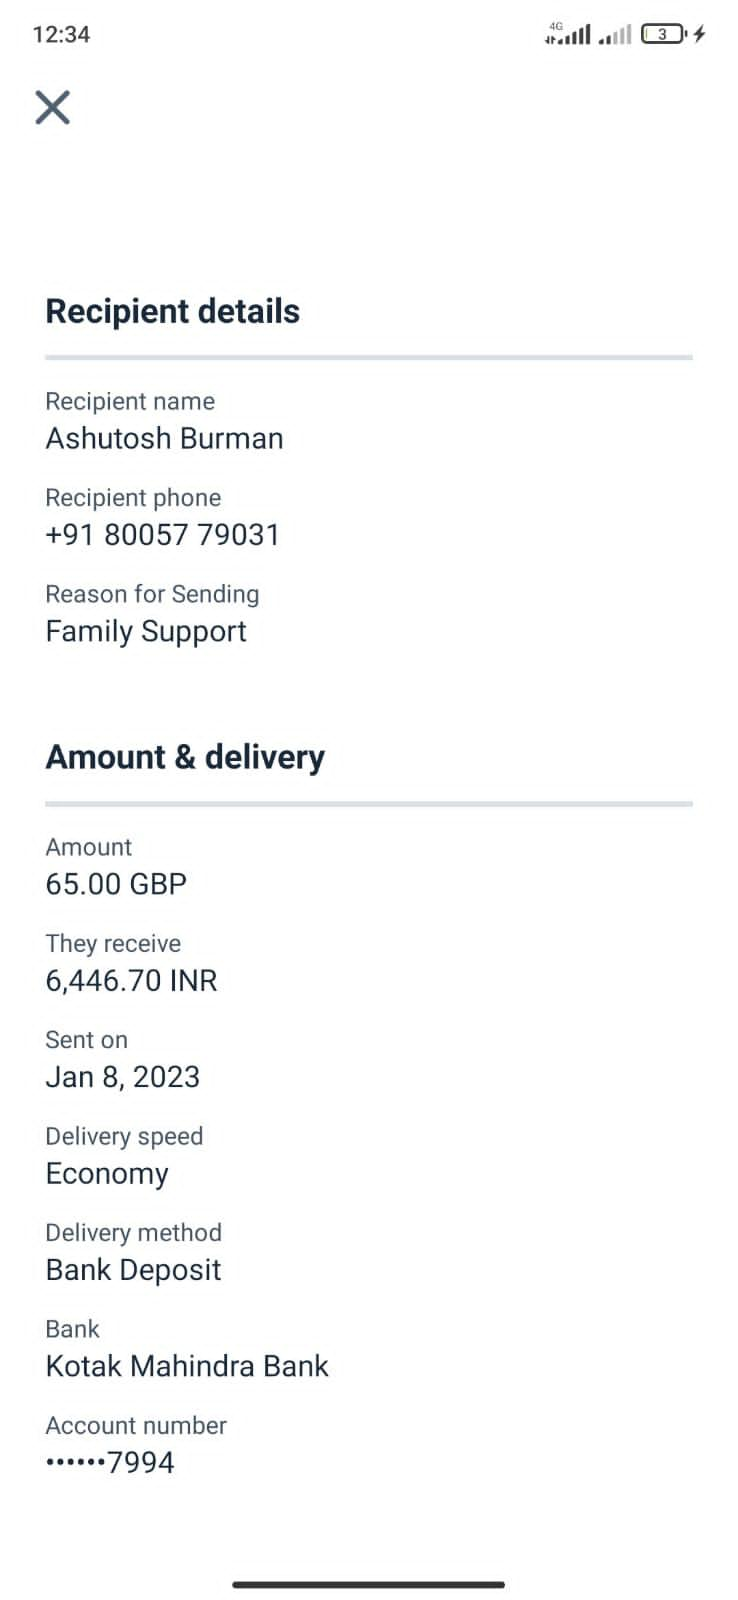 12:34
4G
3
Recipient details
Recipient name
Ashutosh Burman
Recipient phone
+91 80057 79031
Reason for Sending
Family Support
Amount & delivery
Amount
65.00 GBP
They receive
6,446.70 INR
Sent on
Jan 8, 2023
Delivery speed
Economy
Delivery method
Bank Deposit
Bank
Kotak Mahindra Bank
Account number
••••••7994